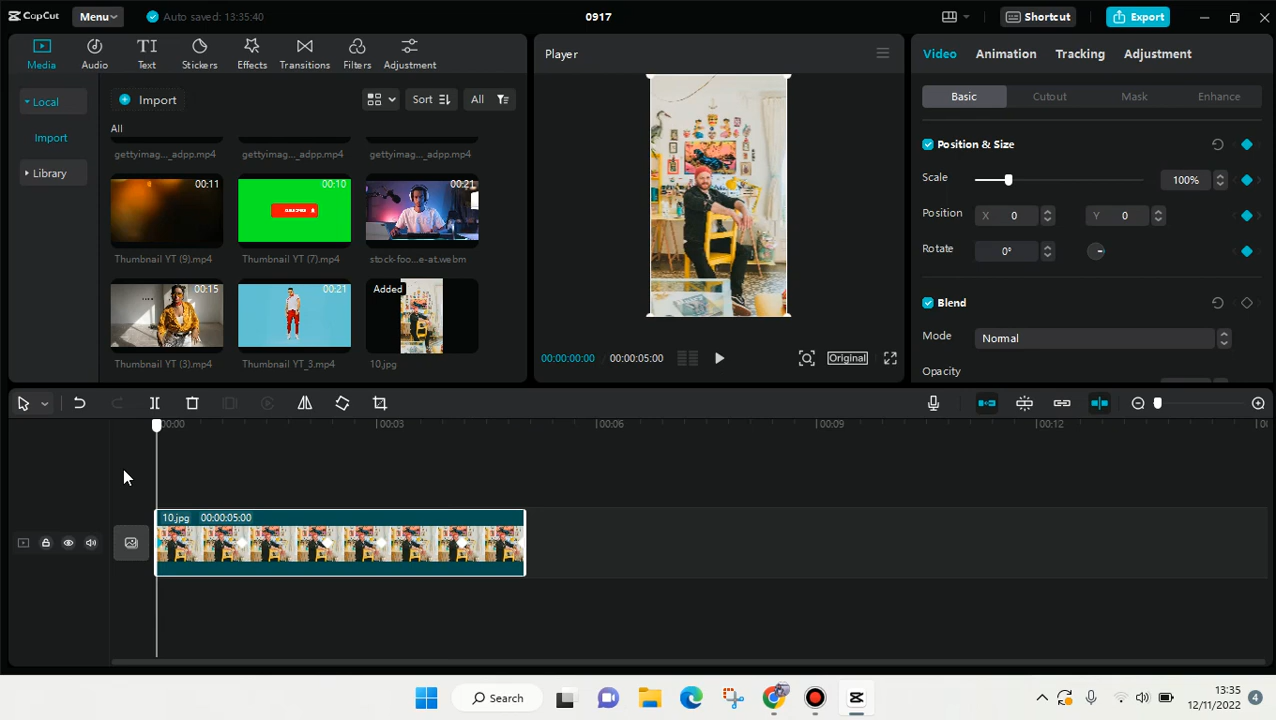 CapCut
Menu
Auto saved: 13:35:40
0917
Shortcut
Export
Media
Audio
Text
Stickers
Effects
Transitions
Filters
Adjustment
Local
Import
Library
Import
Sort
All
All
gettyimag..._adpp.mp4
gettyimag..._adpp.mp4
gettyimag..._adpp.mp4
00:11
Thumbnail YT (9).mp4
00:10
SUBSCRIBE
Thumbnail YT (7).mp4
00:21
stock-foo...e-at.webm
00:15
Thumbnail YT (3).mp4
00:21
Thumbnail YT_3.mp4
Added
10.jpg
Player
00:00:00:00 / 00:00:05:00
Original
Video
Animation
Tracking
Adjustment
Basic
Cutout
Mask
Enhance
Position & Size
Scale
100%
Position
X 0
Y 0
Rotate
0°
Blend
Mode
Normal
Opacity
00:00
00:03
00:06
00:09
00:12
10.jpg 00:00:05:00
Search
13:35
12/11/2022
4